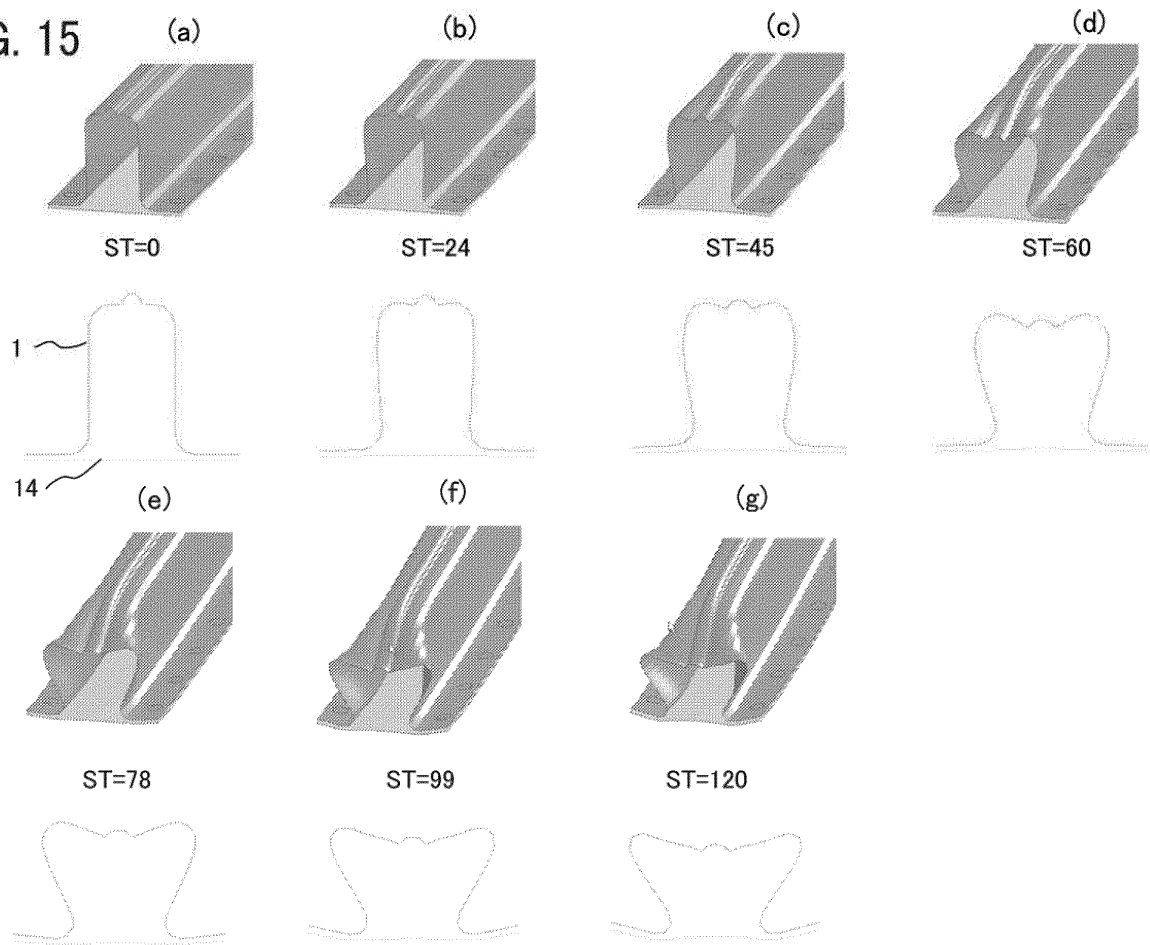 G. 15
(a)
(b)
(c)
(d)
ST=0
ST=24
ST=45
ST=60
1
14
(e)
(f)
(g)
ST=78
ST=99
ST=120